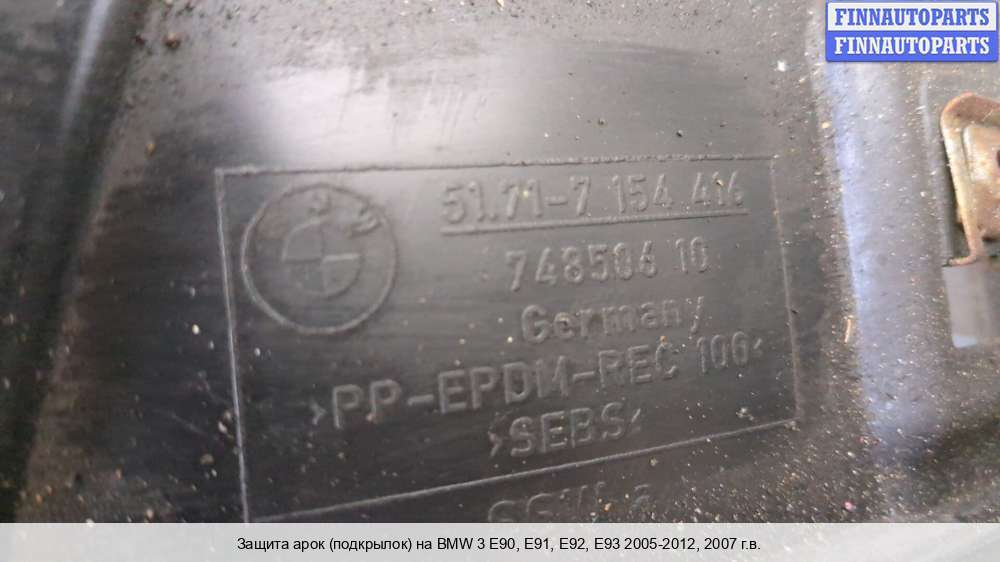 FINNAUTOPARTS
FINNAUTOPARTS
51.71-7 154 416
748506 10
Germany
>PP-EPDM-REC 100<
>SEBS<
Защита арок (подкрылок) на BMW 3 E90, E91, E92, E93 2005-2012, 2007 г.в.